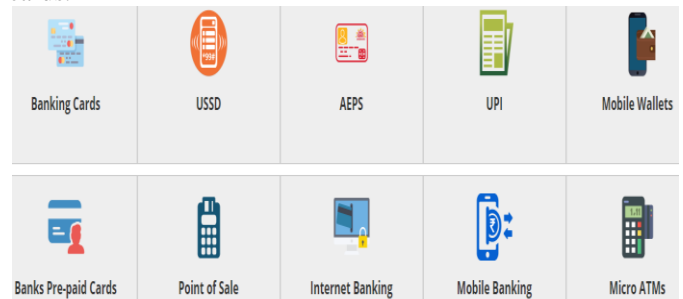 Banking Cards
USSD
AEPS
UPI
Mobile Wallets
Banks Pre-paid Cards
Point of Sale
Internet Banking
Mobile Banking
Micro ATMs